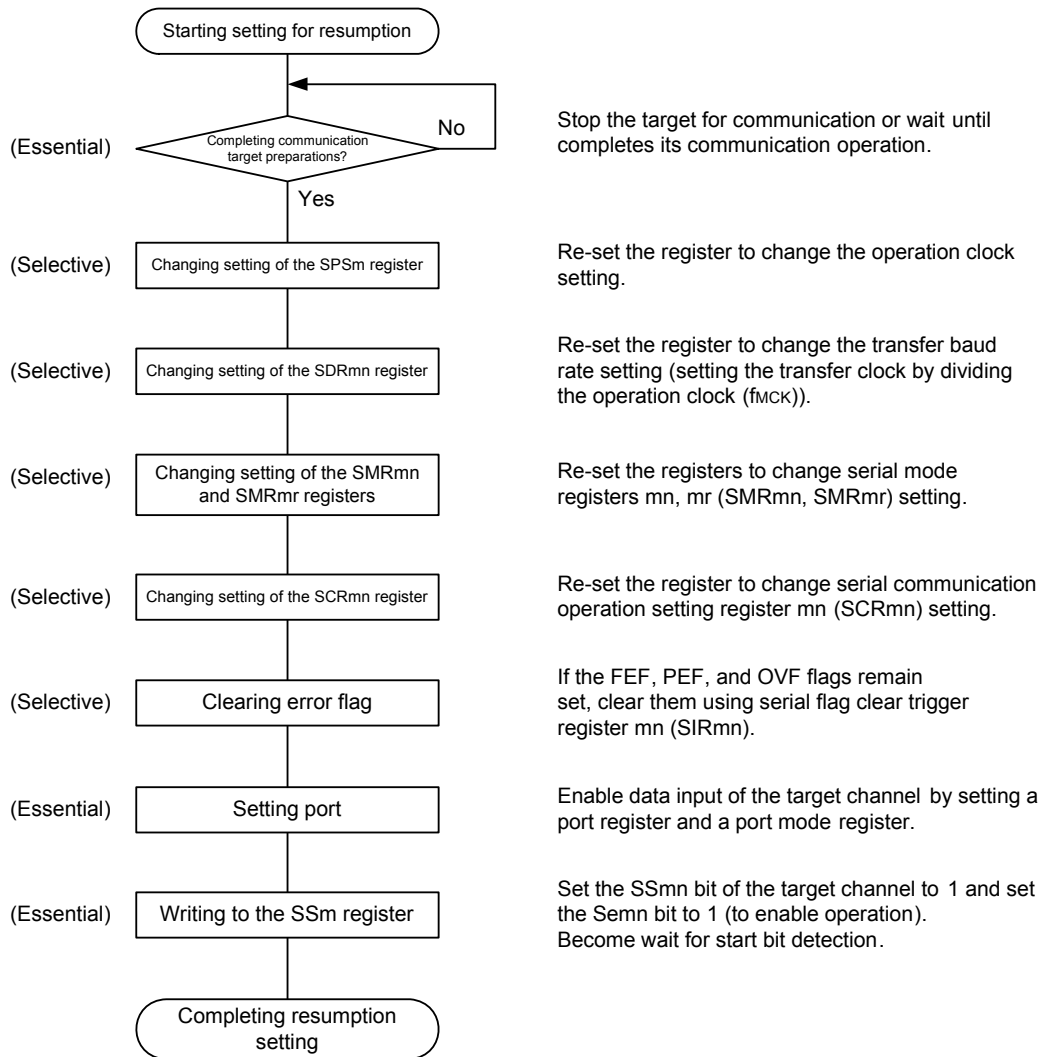 Starting setting for resumption
(Essential)
Completing communication
target preparations?
No
Yes
Stop the target for communication or wait until
completes its communication operation.
(Selective)
Changing setting of the SPSm register
Re-set the register to change the operation clock
setting.
(Selective)
Changing setting of the SDRmn register
Re-set the register to change the transfer baud
rate setting (setting the transfer clock by dividing
the operation clock (fMCK)).
(Selective)
Changing setting of the SMRmn
and SMRmr registers
Re-set the registers to change serial mode
registers mn, mr (SMRmn, SMRmr) setting.
(Selective)
Changing setting of the SCRmn register
Re-set the register to change serial communication
operation setting register mn (SCRmn) setting.
(Selective)
Clearing error flag
If the FEF, PEF, and OVF flags remain
set, clear them using serial flag clear trigger
register mn (SIRmn).
(Essential)
Setting port
Enable data input of the target channel by setting a
port register and a port mode register.
(Essential)
Writing to the SSm register
Set the SSmn bit of the target channel to 1 and set
the Semn bit to 1 (to enable operation).
Become wait for start bit detection.
Completing resumption
setting